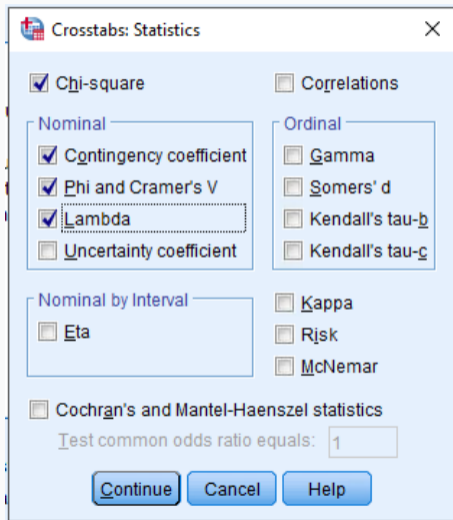 Crosstabs: Statistics
Chi-square
Correlations
Nominal
Contingency coefficient
Phi and Cramer's V
Lambda
Uncertainty coefficient
Ordinal
Gamma
Somers' d
Kendall's tau-b
Kendall's tau-c
Nominal by Interval
Eta
Kappa
Risk
McNemar
Cochran's and Mantel-Haenszel statistics
Test common odds ratio equals: 1
Continue Cancel Help